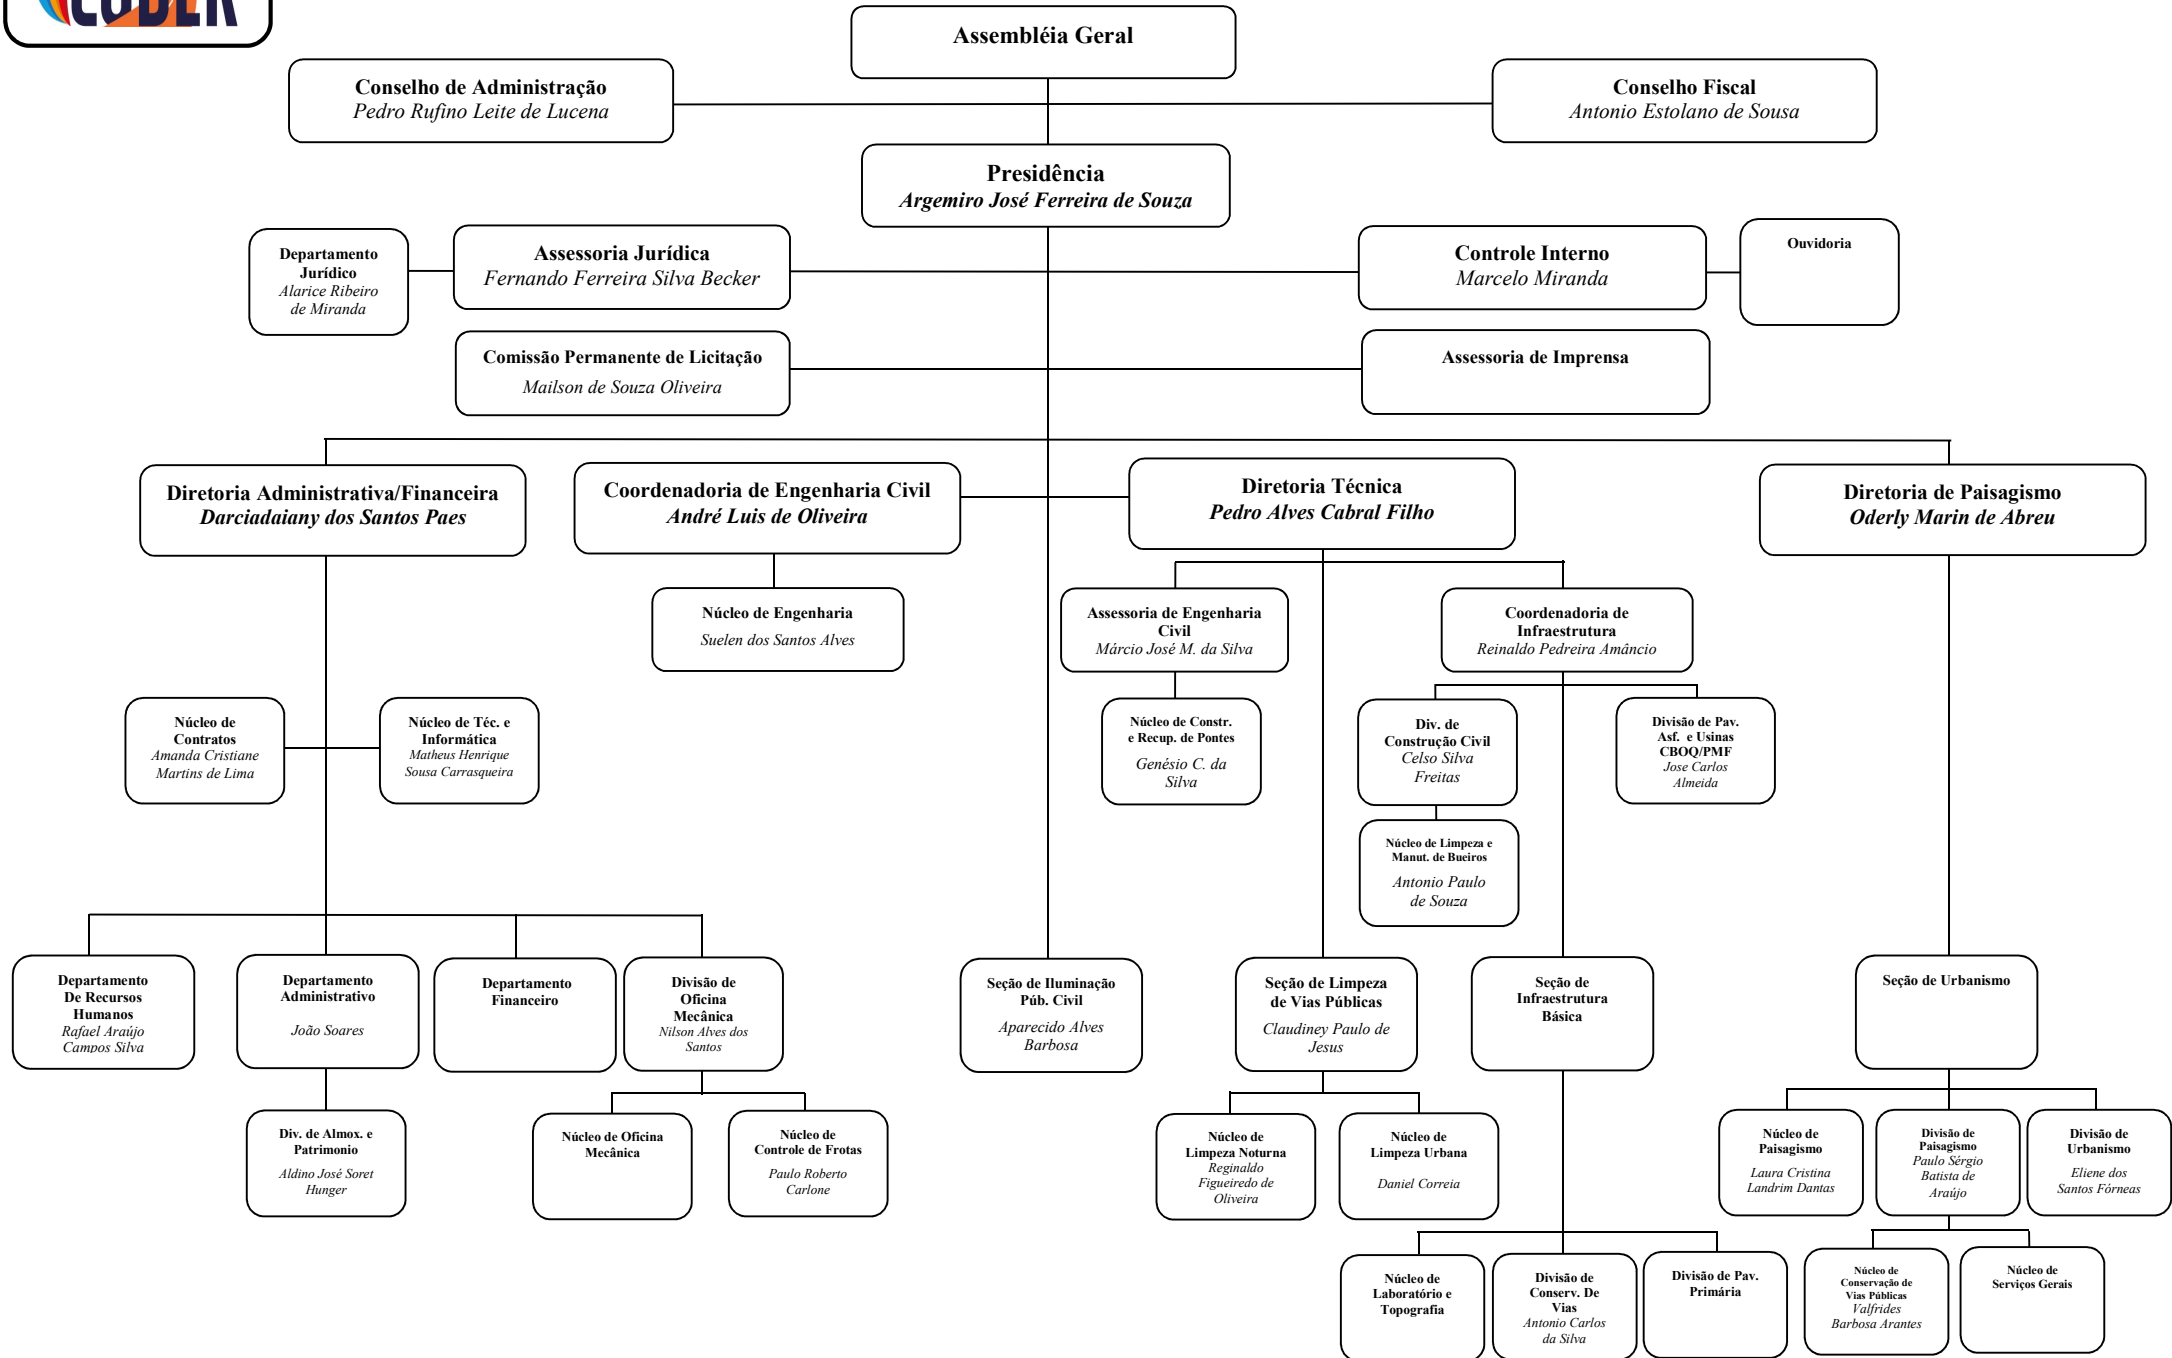 CODER
Assembléia Geral
Conselho de Administração
Pedro Rufino Leite de Lucena
Conselho Fiscal
Antonio Estolano de Sousa
Presidência
Argemiro José Ferreira de Souza
Departamento
Jurídico
Alarice Ribeiro
de Miranda
Assessoria Jurídica
Fernando Ferreira Silva Becker
Controle Interno
Marcelo Miranda
Ouvidoria
Comissão Permanente de Licitação
Mailson de Souza Oliveira
Assessoria de Imprensa
Diretoria Administrativa/Financeira
Darciadaiany dos Santos Paes
Coordenadoria de Engenharia Civil
André Luis de Oliveira
Diretoria Técnica
Pedro Alves Cabral Filho
Diretoria de Paisagismo
Oderly Marin de Abreu
Núcleo de Engenharia
Suelen dos Santos Alves
Assessoria de Engenharia
Civil
Márcio José M. da Silva
Coordenadoria de
Infraestrutura
Reinaldo Pedreira Amâncio
Núcleo de
Contratos
Amanda Cristiane
Martins de Lima
Núcleo de Téc. e
Informática
Matheus Henrique
Sousa Carrasqueira
Núcleo de Constr.
e Recup. de Pontes
Genésio C. da
Silva
Div. de
Construção Civil
Celso Silva
Freitas
Divisão de Pav.
Asf. e Usinas
CBOQ/PMF
Jose Carlos
Almeida
Núcleo de Limpeza e
Manut. de Bueiros
Antonio Paulo
de Souza
Departamento
De Recursos
Humanos
Rafael Araújo
Campos Silva
Departamento
Administrativo
João Soares
Departamento
Financeiro
Divisão de
Oficina
Mecânica
Nilson Alves dos
Santos
Seção de Iluminação
Púb. Civil
Aparecido Alves
Barbosa
Seção de Limpeza
de Vias Públicas
Claudiney Paulo de
Jesus
Seção de
Infraestrutura
Básica
Seção de Urbanismo
Div. de Almox. e
Patrimonio
Aldino José Soret
Hunger
Núcleo de Oficina
Mecânica
Núcleo de
Controle de Frotas
Paulo Roberto
Carlone
Núcleo de
Limpeza Noturna
Reginaldo
Figueiredo de
Oliveira
Núcleo de
Limpeza Urbana
Daniel Correia
Núcleo de
Paisagismo
Laura Cristina
Landrim Dantas
Divisão de
Paisagismo
Paulo Sérgio
Batista de
Araújo
Divisão de
Urbanismo
Eliene dos
Santos Fórneas
Núcleo de
Laboratório e
Topografia
Divisão de
Conserv. De
Vias
Antonio Carlos
da Silva
Divisão de Pav.
Primária
Núcleo de
Conservação de
Vias Públicas
Valfrides
Barbosa Arantes
Núcleo de
Serviços Gerais